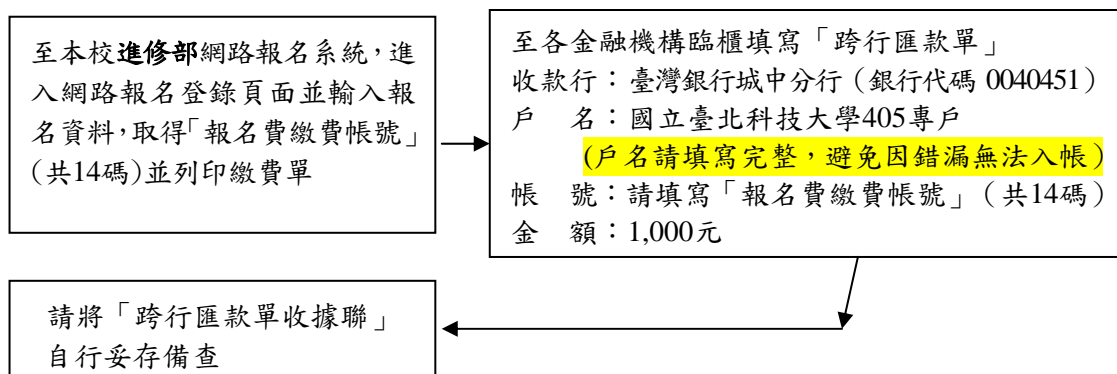 至本校進修部網路報名系統，進
入網路報名登錄頁面並輸入報
名資料，取得「報名費繳費帳號」
（共14碼）並列印繳費單
至各金融機構臨櫃填寫「跨行匯款單」
收款行：臺灣銀行城中分行（銀行代碼 0040451）
戶　名：國立臺北科技大學405專戶
(戶名請填寫完整，避免因錯漏無法入帳)
帳　號：請填寫「報名費繳費帳號」（共14碼）
金　額：1,000元
請將「跨行匯款單收據聯」
自行妥存備查